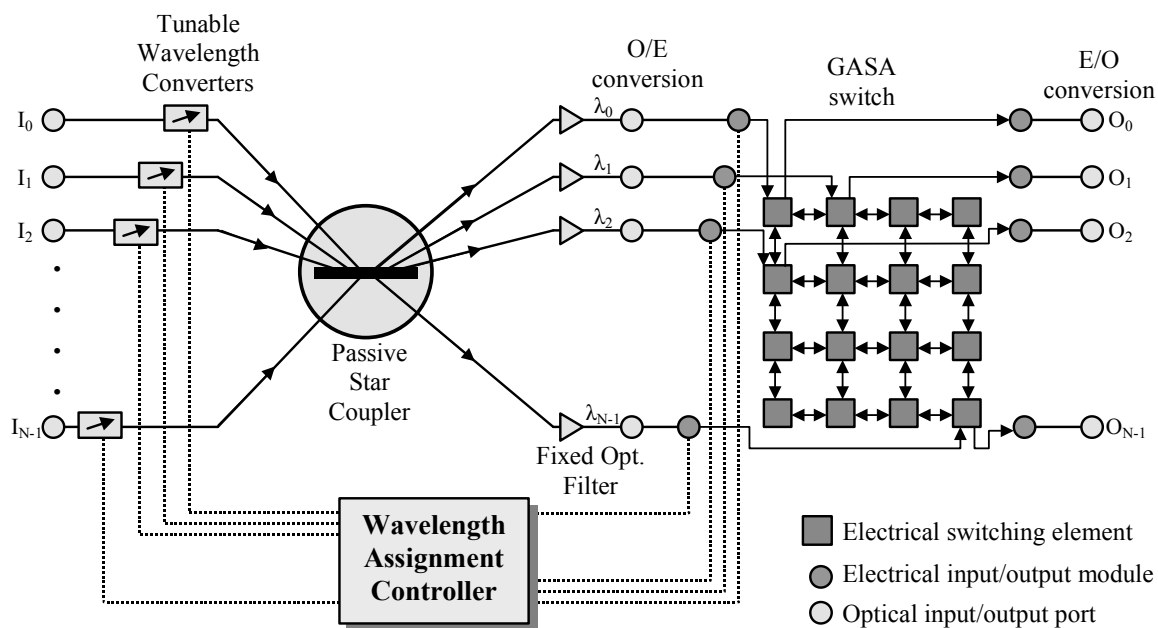 Tunable
Wavelength
Converters
O/E
conversion
GASA
switch
E/O
conversion
I0
λ0
O0
I1
λ1
O1
I2
λ2
O2
Passive
Star
Coupler
IN-1
λN-1
ON-1
Fixed Opt.
Filter
Wavelength
Assignment
Controller
Electrical switching element
Electrical input/output module
Optical input/output port